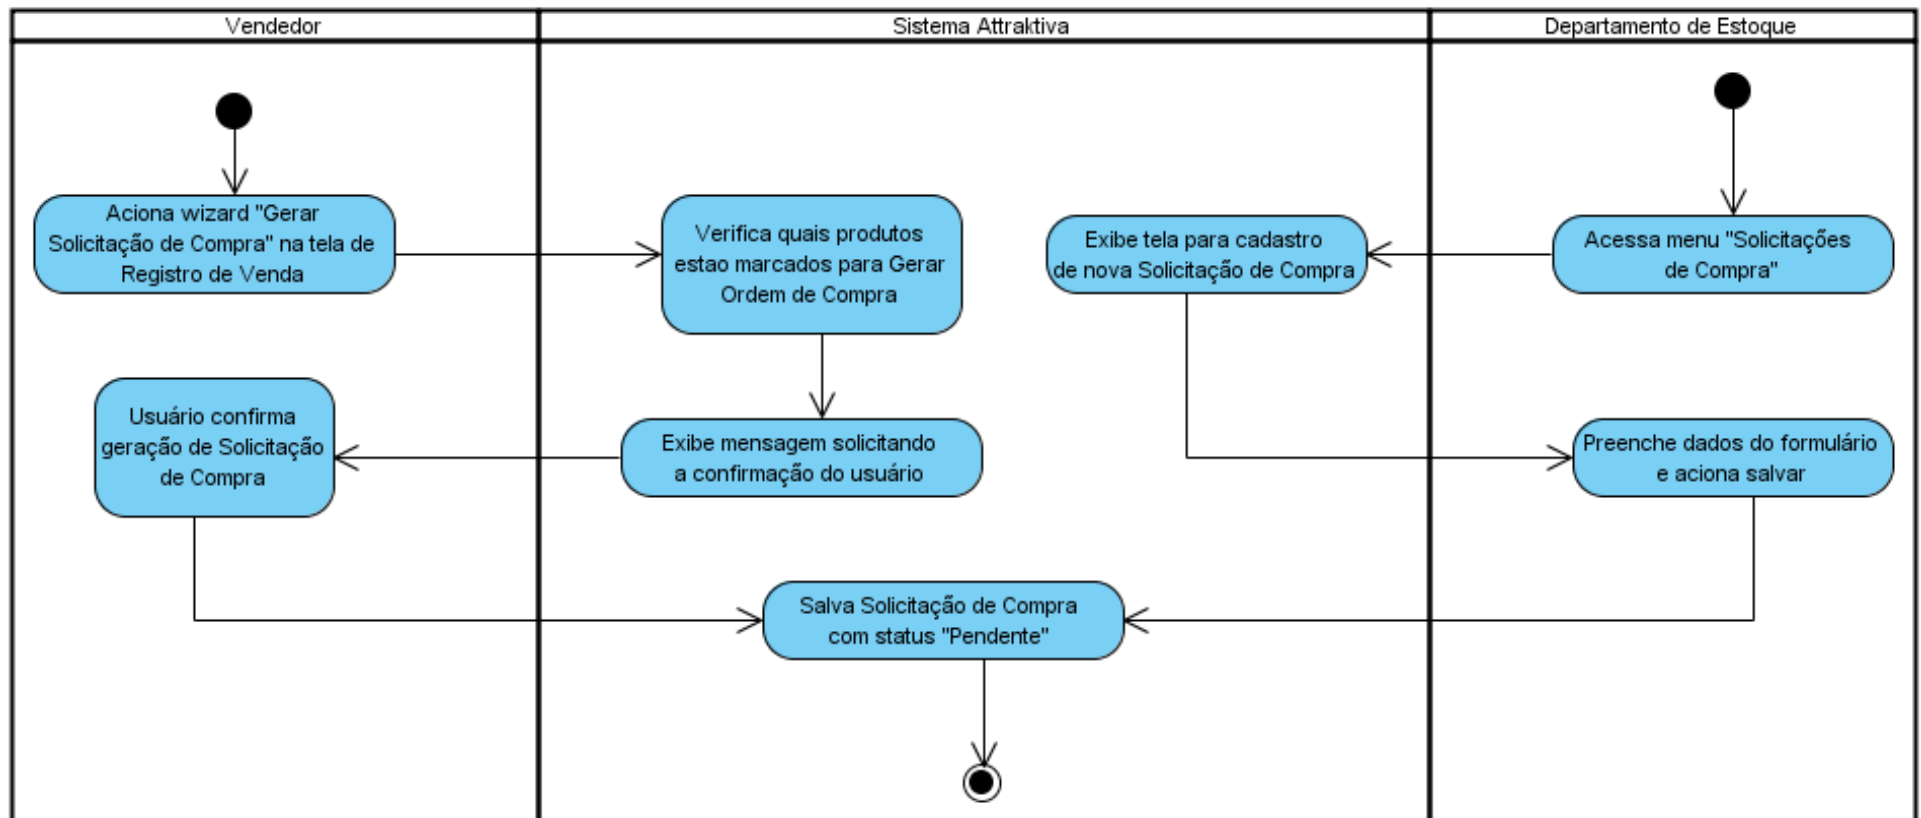 Vendedor
Sistema Attraktiva
Departamento de Estoque
Aciona wizard "Gerar
Solicitação de Compra" na tela de
Registro de Venda
Verifica quais produtos
estao marcados para Gerar
Ordem de Compra
Exibe tela para cadastro
de nova Solicitação de Compra
Acessa menu "Solicitações
de Compra"
Usuário confirma
geração de Solicitação
de Compra
Exibe mensagem solicitando
a confirmação do usuário
Preenche dados do formulário
e aciona salvar
Salva Solicitação de Compra
com status "Pendente"